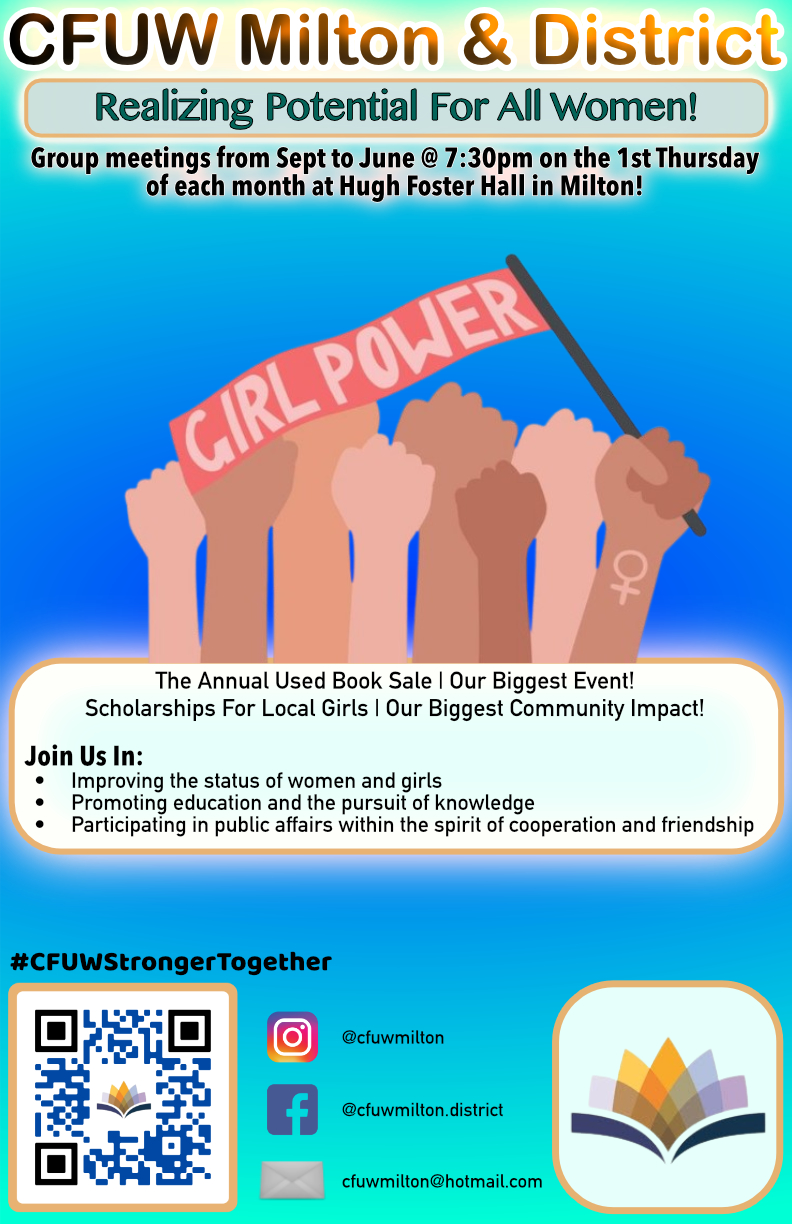 CFUW Milton & District
Realizing Potential For All Women!
Group meetings from Sept to June @ 7:30pm on the 1st Thursday
of each month at Hugh Foster Hall in Milton!
GIRL POWER
The Annual Used Book Sale | Our Biggest Event!
Scholarships For Local Girls | Our Biggest Community Impact!
Join Us In:
• Improving the status of women and girls
• Promoting education and the pursuit of knowledge
• Participating in public affairs within the spirit of cooperation and friendship
#CFUWStrongerTogether
@cfuwmilton
@cfuwmilton.district
cfuwmilton@hotmail.com